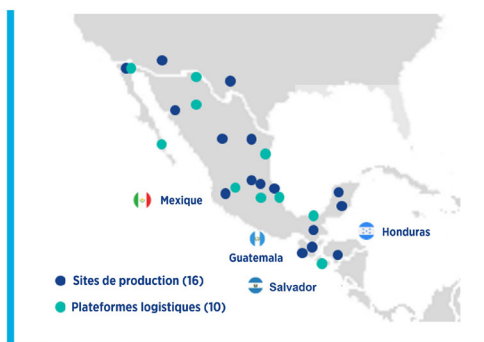 Mexique
Honduras
Guatemala
Salvador
Sites de production (16)
Plateformes logistiques (10)